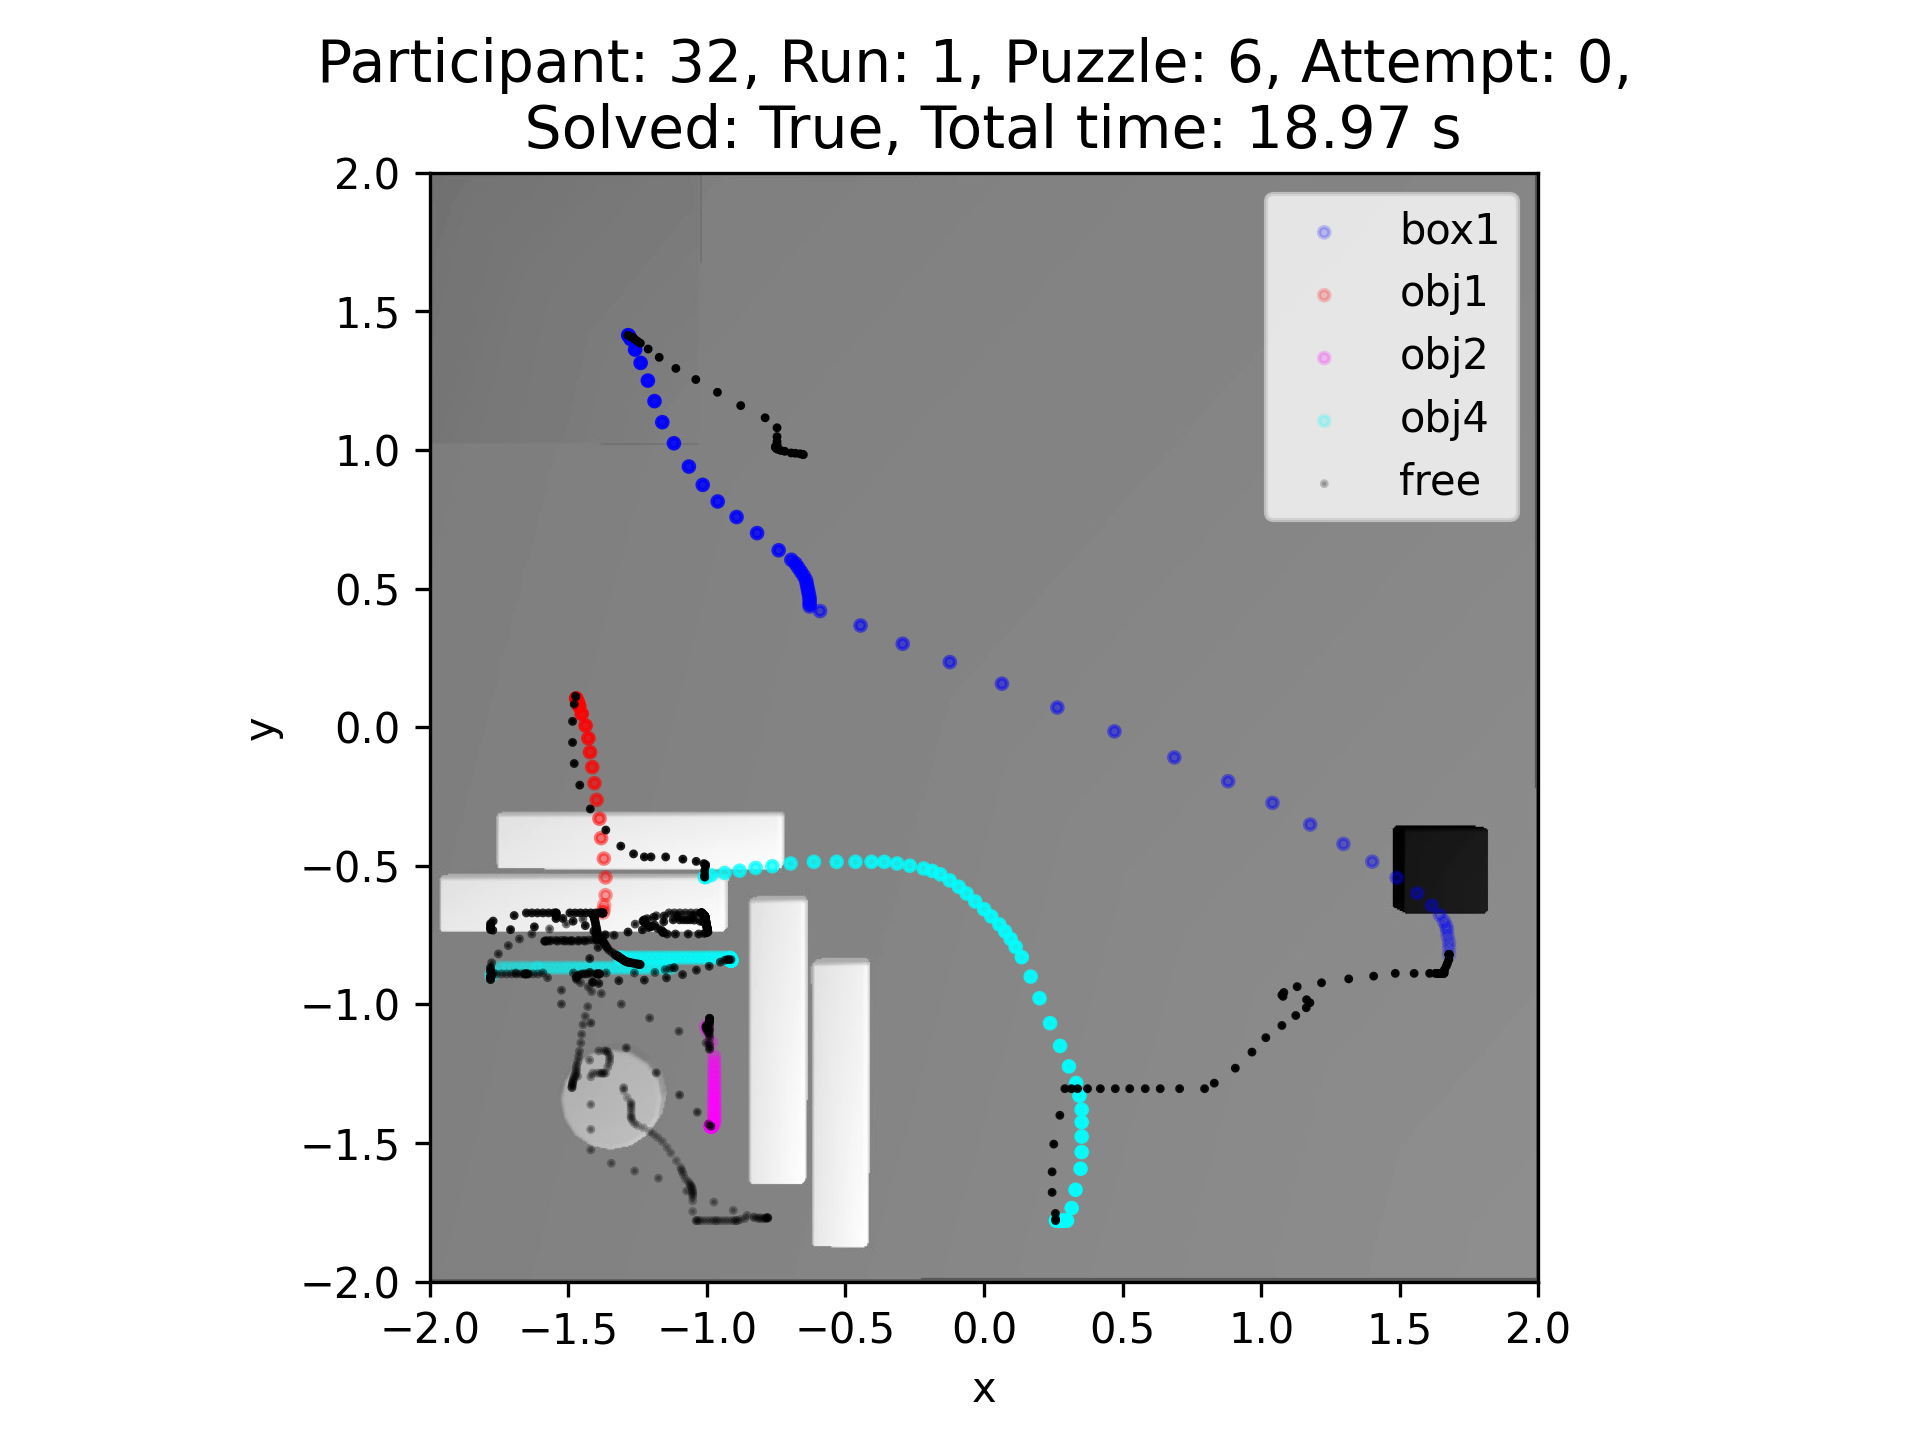 Participant: 32, Run: 1, Puzzle: 6, Attempt: 0,
Solved: True, Total time: 18.97 s
2.0
1.5
1.0
0.5
0.0
−0.5
−1.0
−1.5
−2.0
y
box1
obj1
obj2
obj4
free
−2.0 −1.5 −1.0 −0.5 0.0 0.5 1.0 1.5 2.0
x